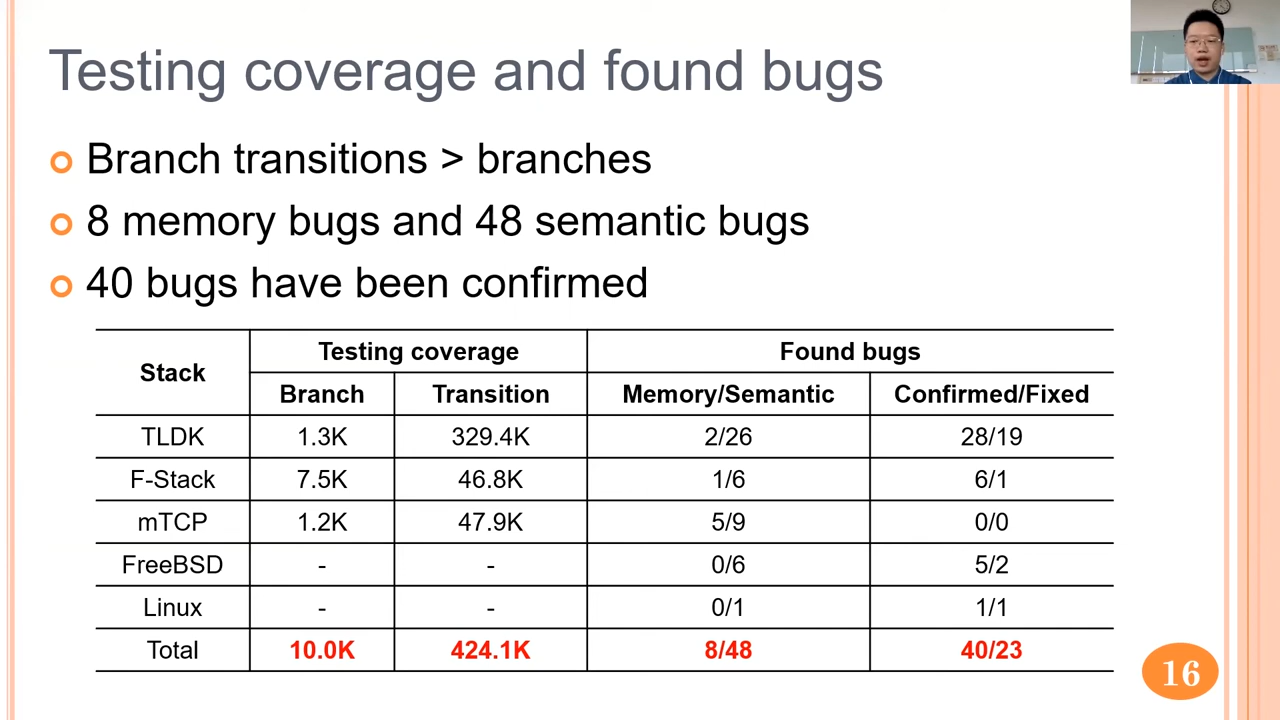 Testing coverage and found bugs
Branch transitions > branches
8 memory bugs and 48 semantic bugs
40 bugs have been confirmed
Stack Testing coverage Found bugs
Branch Transition Memory/Semantic Confirmed/Fixed
TLDK 1.3K 329.4K 2/26 28/19
F-Stack 7.5K 46.8K 1/6 6/1
mTCP 1.2K 47.9K 5/9 0/0
FreeBSD - - 0/6 5/2
Linux - - 0/1 1/1
Total 10.0K 424.1K 8/48 40/23
16